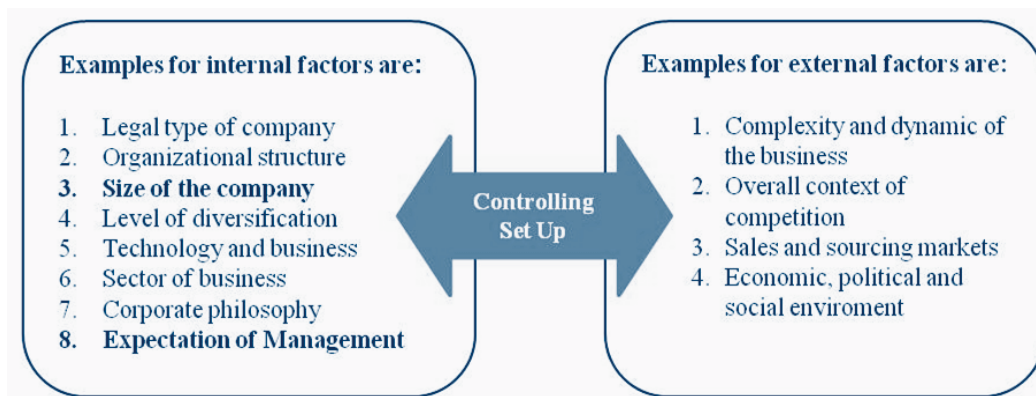 Examples for internal factors are:
1. Legal type of company
2. Organizational structure
3. Size of the company
4. Level of diversification
5. Technology and business
6. Sector of business
7. Corporate philosophy
8. Expectation of Management
Controlling
Set Up
Examples for external factors are:
1. Complexity and dynamic of
the business
2. Overall context of
competition
3. Sales and sourcing markets
4. Economic, political and
social enviroment